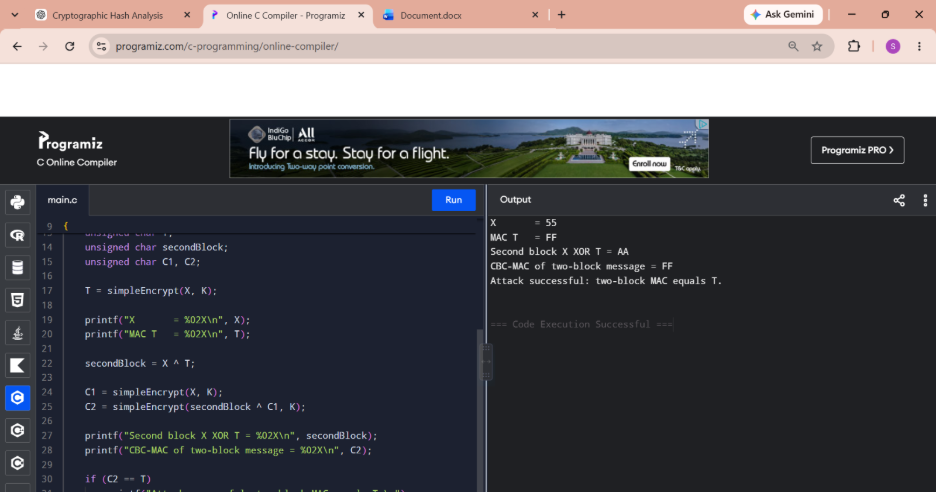 Cryptographic Hash Analysis
Online C Compiler - Programiz
Document.docx
Ask Gemini
programiz.com/c-programming/online-compiler/
S
Programiz
C Online Compiler
IndiGo BluChip
All
ACCOR
Fly for a stay. Stay for a flight.
Introducing Two-way point conversion.
Enroll now
T&C apply.
Programiz PRO >
main.c
Run
Output
9 {
14 unsigned char secondBlock;
15 unsigned char C1, C2;
16
17 T = simpleEncrypt(X, K);
18
19 printf("X       = %02X\n", X);
20 printf("MAC T   = %02X\n", T);
21
22 secondBlock = X ^ T;
23
24 C1 = simpleEncrypt(X, K);
25 C2 = simpleEncrypt(secondBlock ^ C1, K);
26
27 printf("Second block X XOR T = %02X\n", secondBlock);
28 printf("CBC-MAC of two-block message = %02X\n", C2);
29
30 if (C2 == T)
X       = 55
MAC T   = FF
Second block X XOR T = AA
CBC-MAC of two-block message = FF
Attack successful: two-block MAC equals T.
=== Code Execution Successful ===